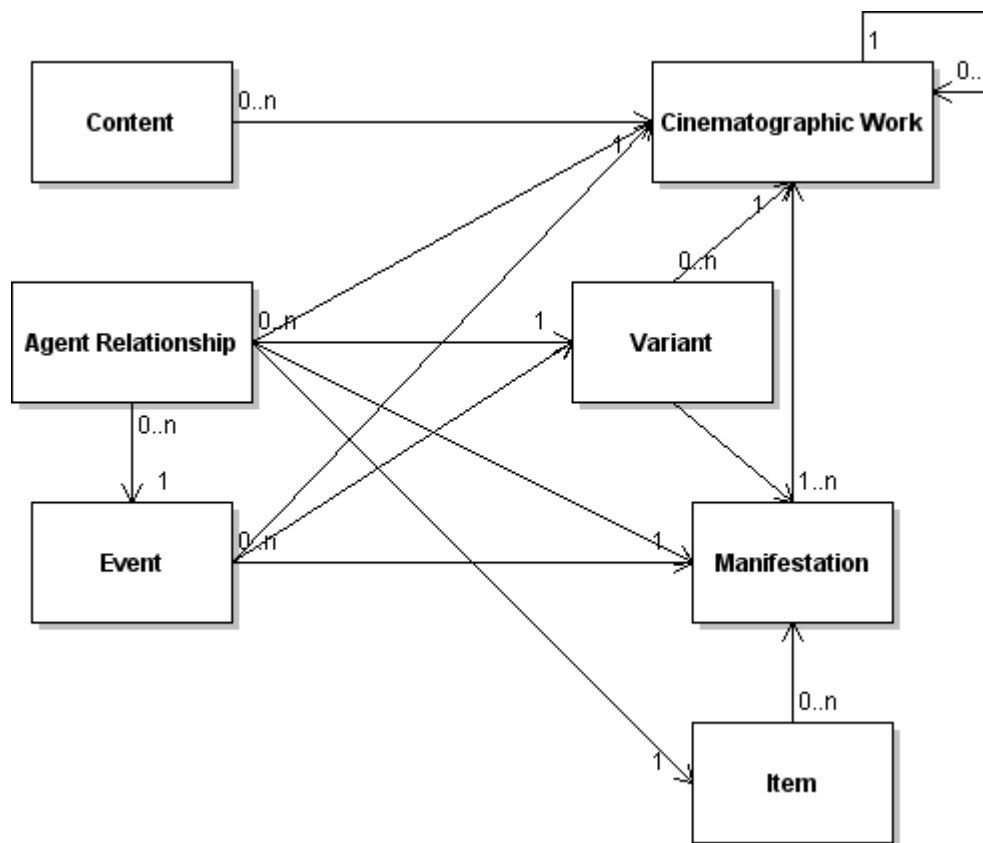 1
0..
0..n
Content
Cinematographic Work
1
1
0..n
0..n
1
Agent Relationship
Variant
0..n
1
1..n
0..n
1
Event
Manifestation
0..n
1
Item